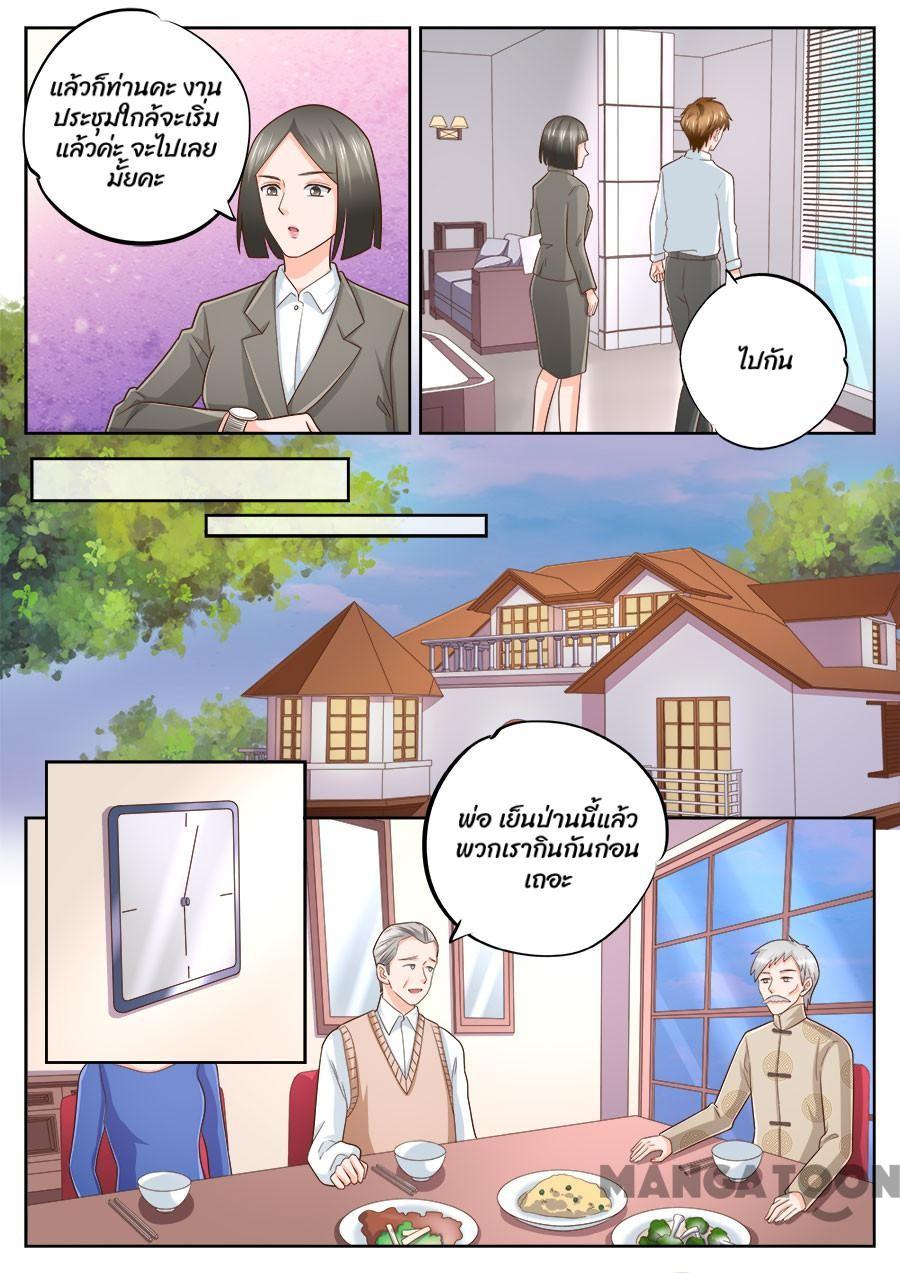 แล้วก็ท่านคะ งาน
ประชุมใกล้จะเริ่ม
แล้วค่ะ จะไปเลย
มั้ยคะ
ไปกัน
พ่อ เย็นป่านนี้แล้ว
พวกเรากินกันก่อน
เถอะ
MANGATOON